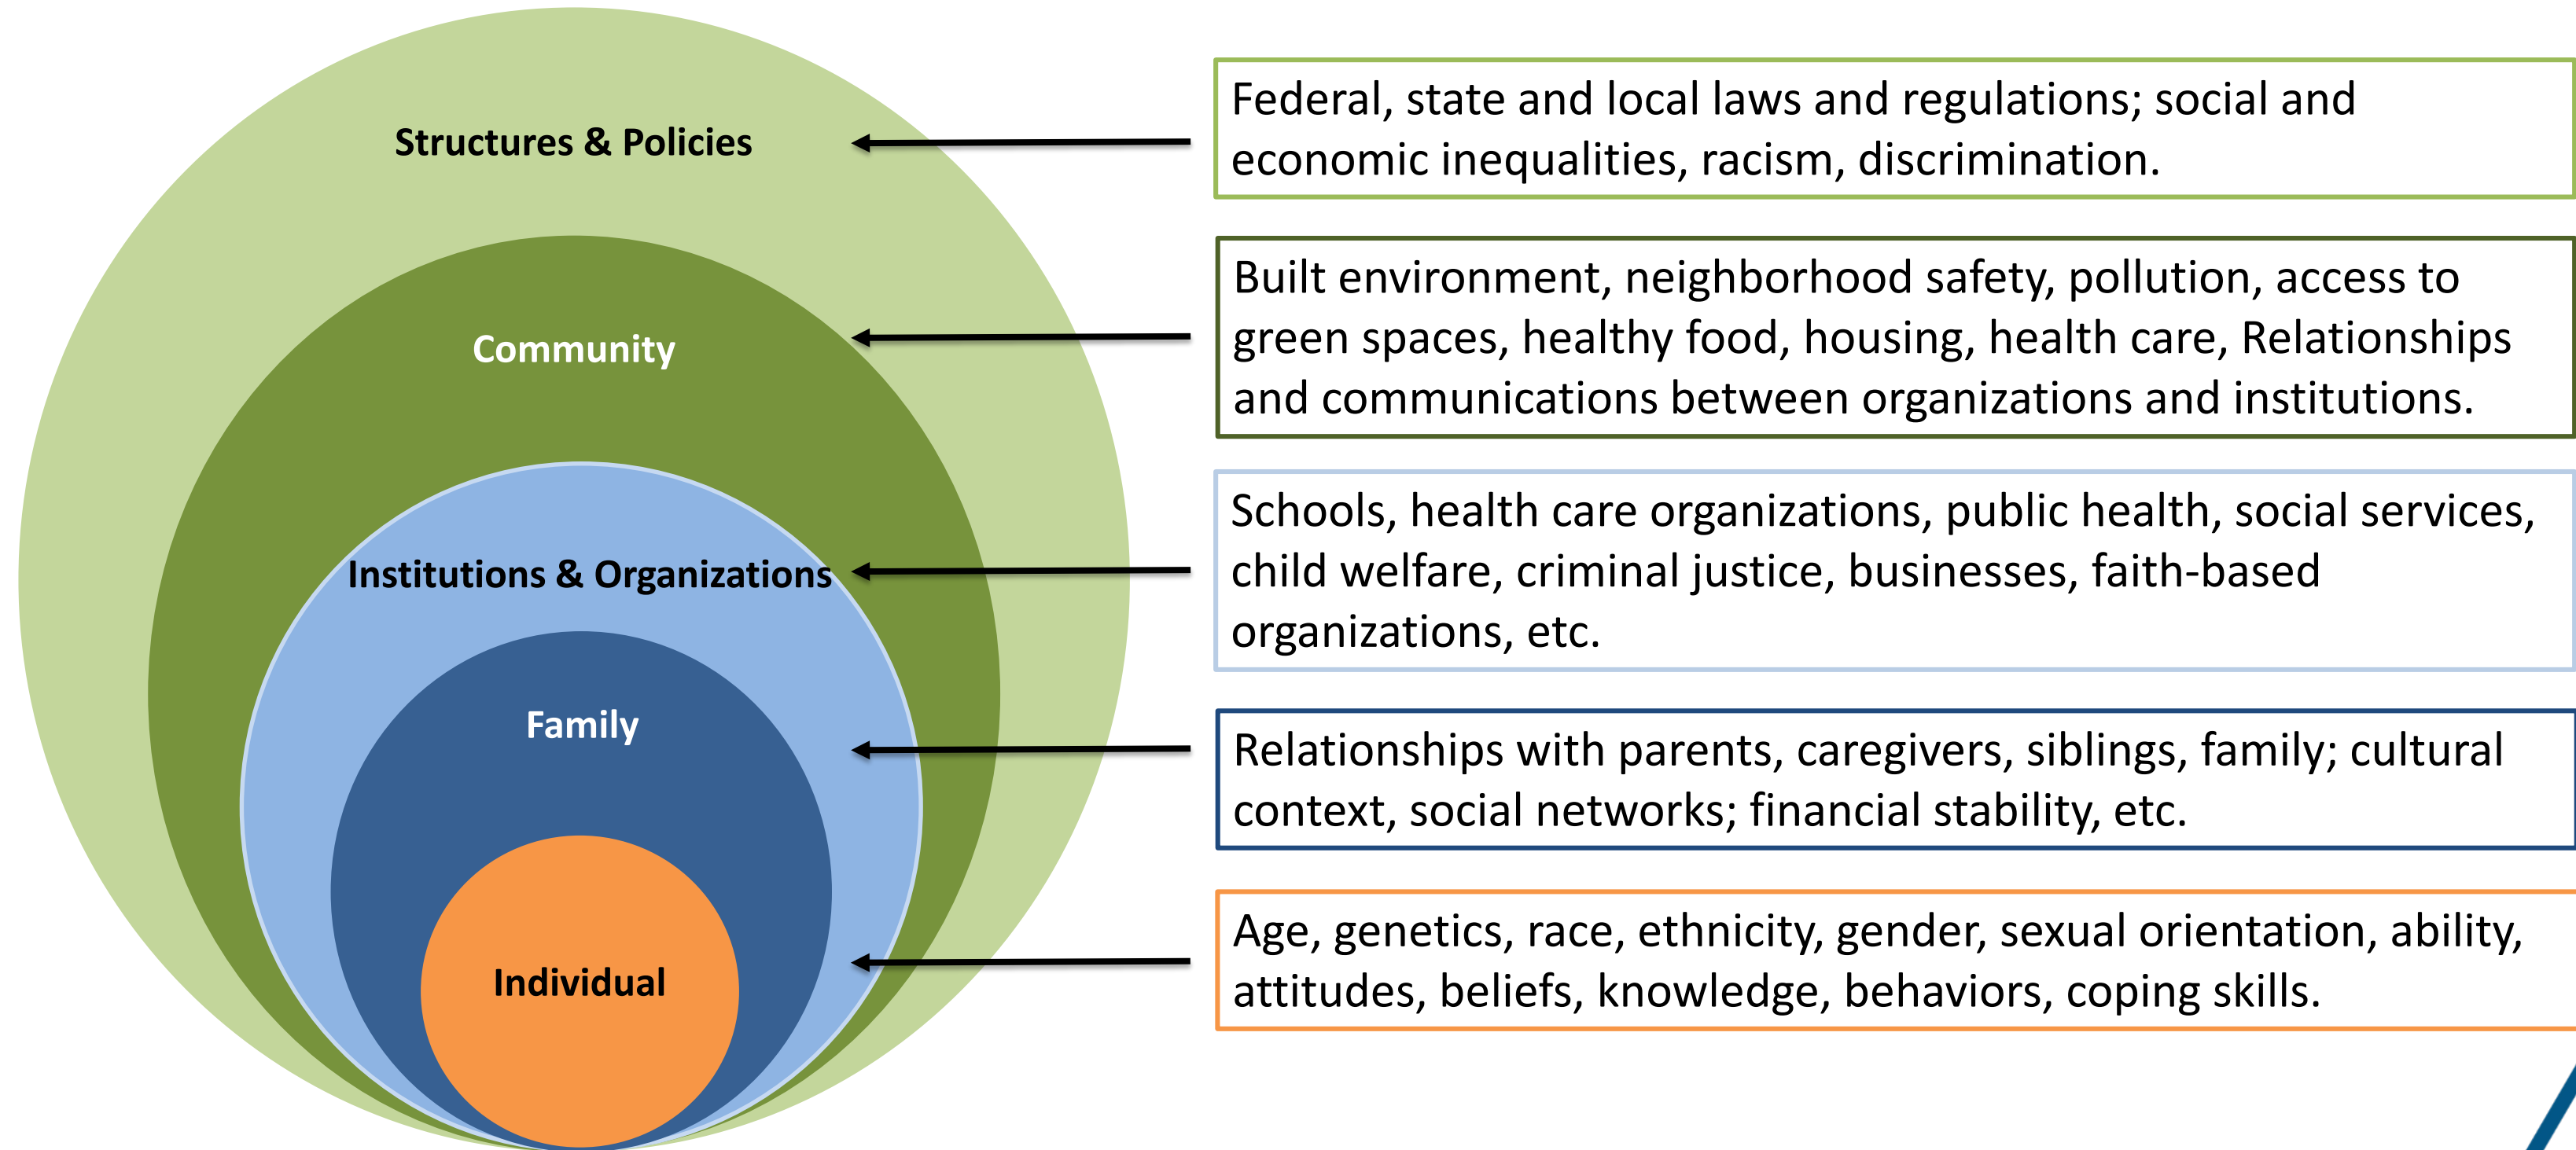 Structures & Policies
Federal, state and local laws and regulations; social and
economic inequalities, racism, discrimination.
Community
Built environment, neighborhood safety, pollution, access to
green spaces, healthy food, housing, health care, Relationships
and communications between organizations and institutions.
Institutions & Organizations
Schools, health care organizations, public health, social services,
child welfare, criminal justice, businesses, faith-based
organizations, etc.
Family
Relationships with parents, caregivers, siblings, family; cultural
context, social networks; financial stability, etc.
Individual
Age, genetics, race, ethnicity, gender, sexual orientation, ability,
attitudes, beliefs, knowledge, behaviors, coping skills.